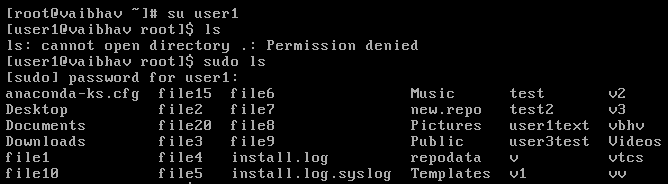 [root@vaibhav ~]# su user1
[user1@vaibhav root]$ ls
ls: cannot open directory .: Permission denied
[user1@vaibhav root]$ sudo ls
[sudo] password for user1:
anaconda-ks.cfg file15 file6 Music test v2
Desktop file2 file7 new.repo test2 v3
Documents file20 file8 Pictures user1text vbhv
Downloads file3 file9 Public user3test Videos
file1 file4 install.log repodata v vtcs
file10 file5 install.log.syslog Templates v1 vv